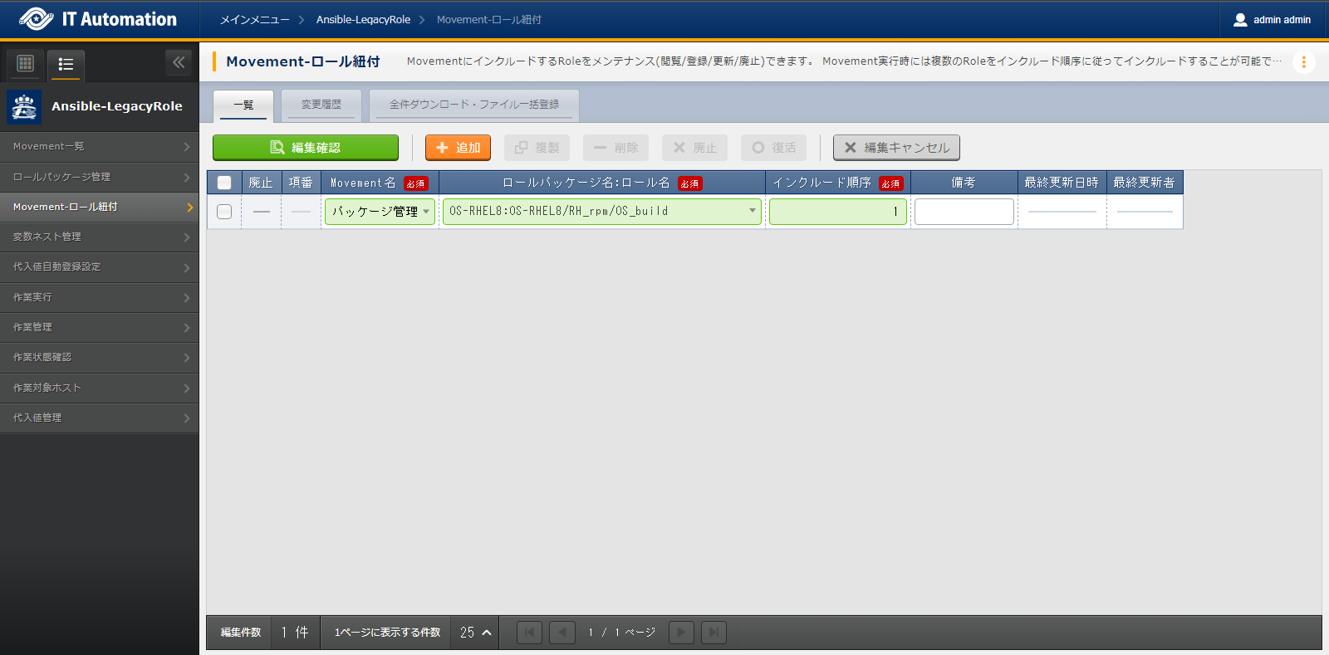 IT Automation
メインメニュー > Ansible-LegacyRole > Movement-ロール紐付
admin admin
Movement-ロール紐付
MovementにインクルードするRoleをメンテナンス(閲覧/登録/更新/廃止)できます。 Movement実行時には複数のRoleをインクルード順序に従ってインクルードすることが可能で…
Ansible-LegacyRole
Movement一覧
ロールパッケージ管理
Movement-ロール紐付
変数ネスト管理
代入値自動登録設定
作業実行
作業管理
作業状態確認
作業対象ホスト
代入値管理
一覧 変更履歴 全件ダウンロード・ファイル一括登録
編集確認 追加 複製 削除 廃止 復活 編集キャンセル
廃止 項番 Movement名 必須 ロールパッケージ名:ロール名 必須 インクルード順序 必須 備考 最終更新日時 最終更新者
パッケージ管理 OS-RHEL8:OS-RHEL8/RH_rpm/OS_build 1
編集件数 1 件 1ページに表示する件数 25 1 / 1 ページ